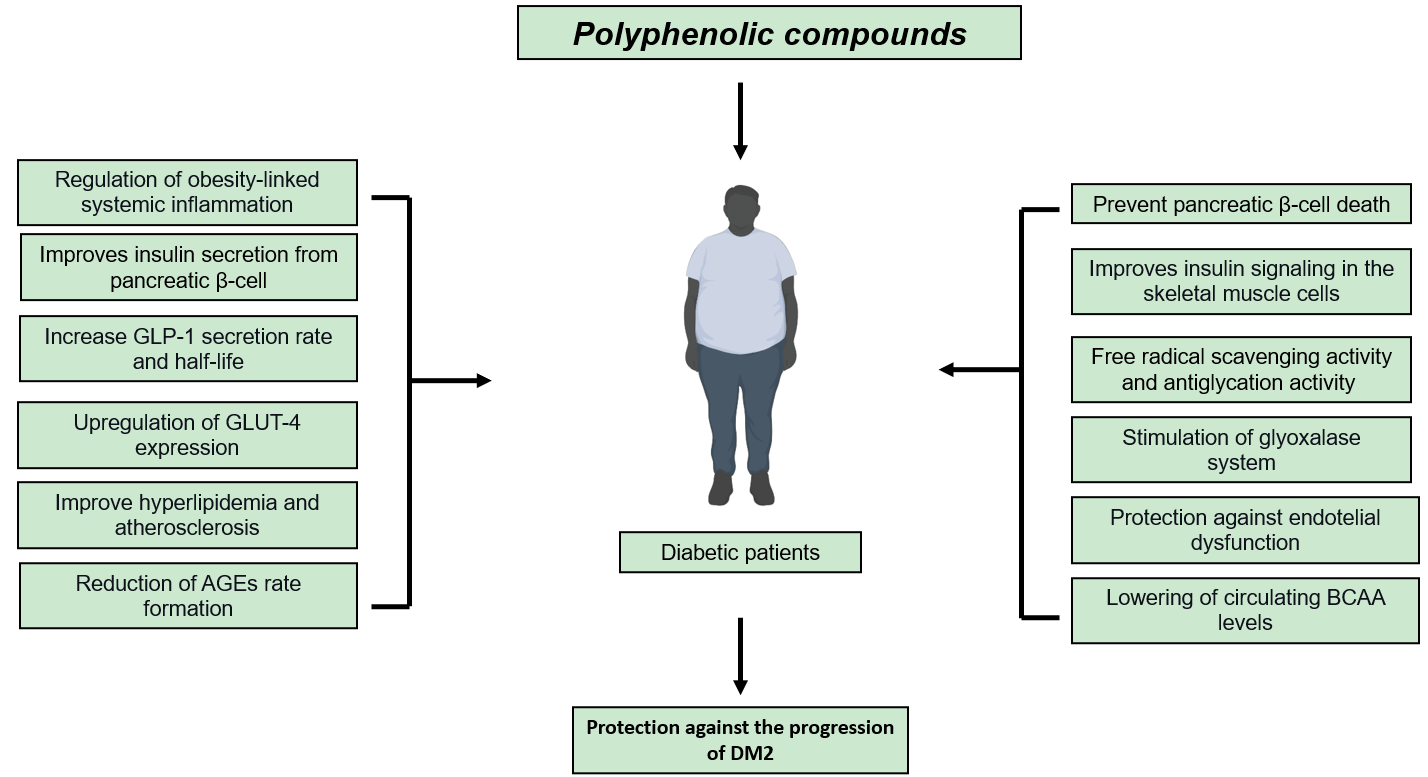 Polyphenolic compounds
Regulation of obesity-linked
systemic inflammation
Improves insulin secretion from
pancreatic β-cell
Increase GLP-1 secretion rate
and half-life
Upregulation of GLUT-4
expression
Improve hyperlipidemia and
atherosclerosis
Reduction of AGEs rate
formation
Prevent pancreatic β-cell death
Improves insulin signaling in the
skeletal muscle cells
Free radical scavenging activity
and antiglycation activity
Stimulation of glyoxalase
system
Protection against endotelial
dysfunction
Lowering of circulating BCAA
levels
Diabetic patients
Protection against the progression
of DM2